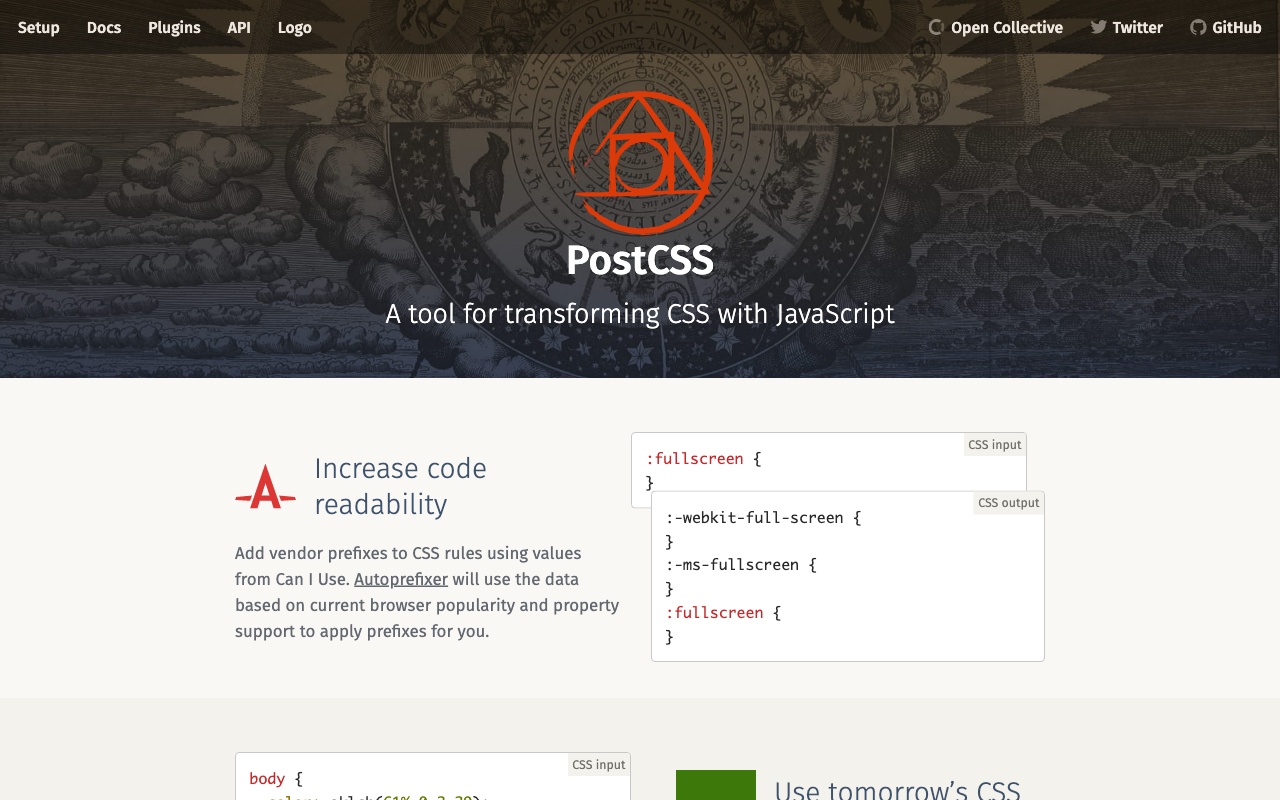 Setup Docs Plugins API Logo
Open Collective Twitter GitHub
PostCSS
A tool for transforming CSS with JavaScript
Increase code
readability
Add vendor prefixes to CSS rules using values
from Can I Use. Autoprefixer will use the data
based on current browser popularity and property
support to apply prefixes for you.
CSS input
:fullscreen {
}
CSS output
:-webkit-full-screen {
}
:-ms-fullscreen {
}
:fullscreen {
}
CSS input
body {
Use tomorrow’s CSS